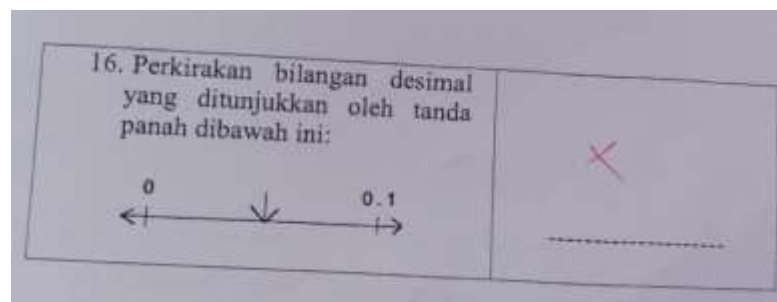 16. Perkirakan bilangan desimal
yang ditunjukkan oleh tanda
panah dibawah ini:
0
0.1